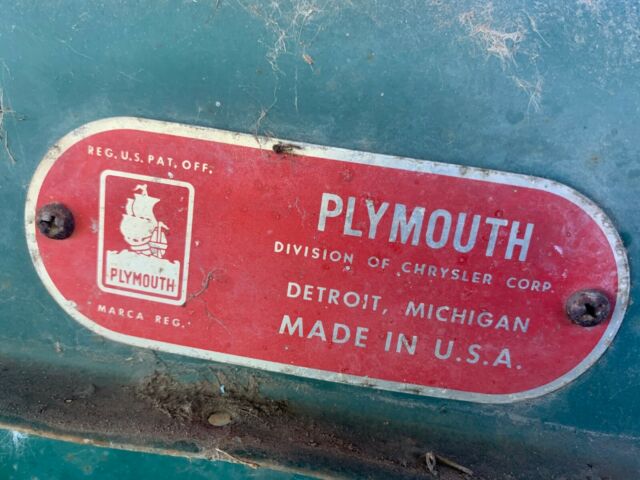 REG. U.S. PAT. OFF.
PLYMOUTH
MARCA REG.
PLYMOUTH
DIVISION OF CHRYSLER CORP.
DETROIT, MICHIGAN
MADE IN U.S.A.